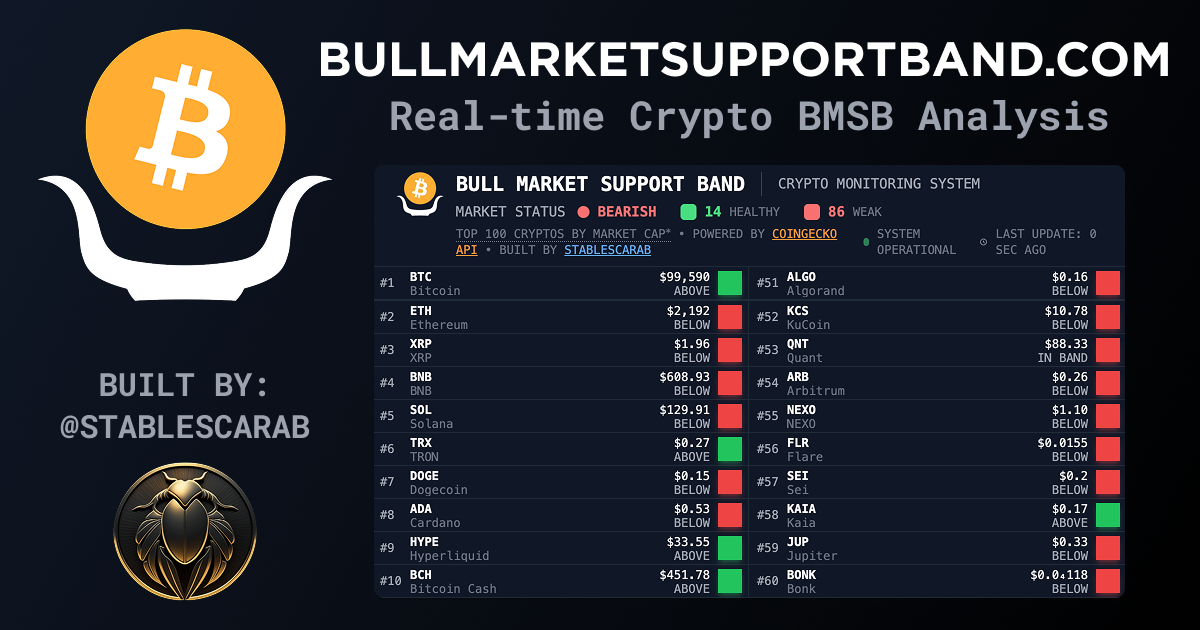 BULLMARKETSUPPORTBAND.COM
Real-time Crypto BMSB Analysis
BULL MARKET SUPPORT BAND
CRYPTO MONITORING SYSTEM
MARKET STATUS BEARISH 14 HEALTHY 86 WEAK
TOP 100 CRYPTOS BY MARKET CAP* • POWERED BY COINGECKO
API • BUILT BY STABLESCARAB
SYSTEM
OPERATIONAL
LAST UPDATE: 0
SEC AGO
#1 BTC $99,590
Bitcoin ABOVE
#2 ETH $2,192
Ethereum BELOW
#3 XRP $1.96
XRP BELOW
#4 BNB $608.93
BNB BELOW
#5 SOL $129.91
Solana BELOW
#6 TRX $0.27
TRON ABOVE
#7 DOGE $0.15
Dogecoin BELOW
#8 ADA $0.53
Cardano BELOW
#9 HYPE $33.55
Hyperliquid ABOVE
#10 BCH $451.78
Bitcoin Cash ABOVE
#51 ALGO $0.16
Algorand BELOW
#52 KCS $10.78
KuCoin BELOW
#53 QNT $88.33
Quant IN BAND
#54 ARB $0.26
Arbitrum BELOW
#55 NEXO $1.10
NEXO BELOW
#56 FLR $0.0155
Flare BELOW
#57 SEI $0.2
Sei BELOW
#58 KAIA $0.17
Kaia ABOVE
#59 JUP $0.33
Jupiter BELOW
#60 BONK $0.0₄118
Bonk BELOW
BUILT BY:
@STABLESCARAB